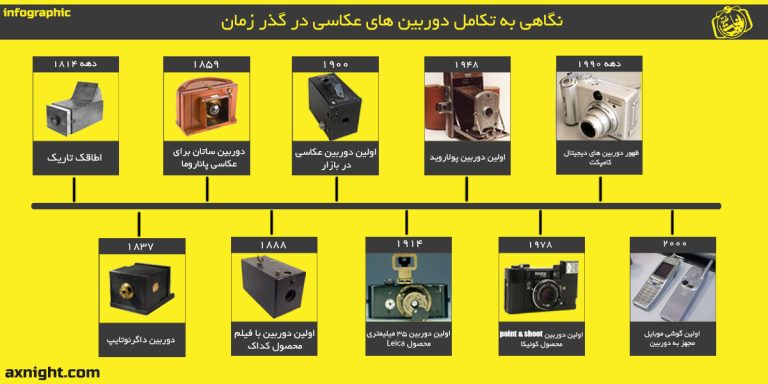 infographic
نگاهی به تکامل دوربین های عکاسی در گذر زمان
دهه ۱۸۱۴
اطاقک تاریک
۱۸۵۹
دوربین ساتان برای
عکاسی پاناروما
۱۹۰۰
اولین دوربین عکاسی
در بازار
۱۹۴۸
اولین دوربین پولاروید
دهه ۱۹۹۰
ظهور دوربین های دیجیتال
کامپکت
۱۸۳۷
دوربین داگرنوتایپ
۱۸۸۸
اولین دوربین با فیلم
محصول کداک
۱۹۱۴
اولین دوربین ۳۵ میلیمتری
محصول Leica
۱۹۷۸
اولین دوربین point & shoot
محصول کونیکا
۲۰۰۰
اولین گوشی موبایل
مجهز به دوربین
axnight.com